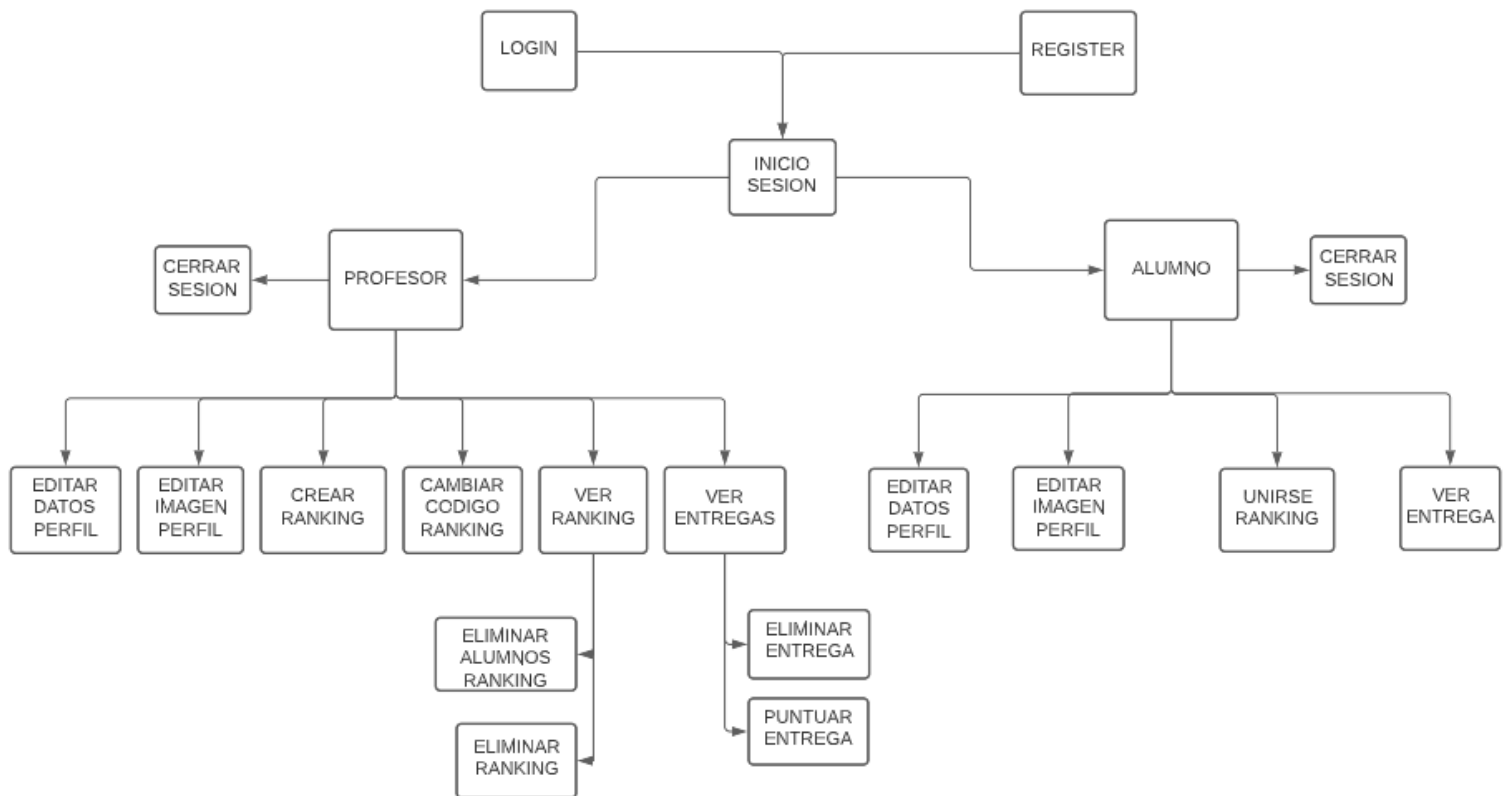 LOGIN
REGISTER
INICIO
SESION
CERRAR
SESION
PROFESOR
ALUMNO
CERRAR
SESION
EDITAR
DATOS
PERFIL
EDITAR
IMAGEN
PERFIL
CREAR
RANKING
CAMBIAR
CODIGO
RANKING
VER
RANKING
VER
ENTREGAS
EDITAR
DATOS
PERFIL
EDITAR
IMAGEN
PERFIL
UNIRSE
RANKING
VER
ENTREGA
ELIMINAR
ALUMNOS
RANKING
ELIMINAR
ENTREGA
ELIMINAR
RANKING
PUNTUAR
ENTREGA